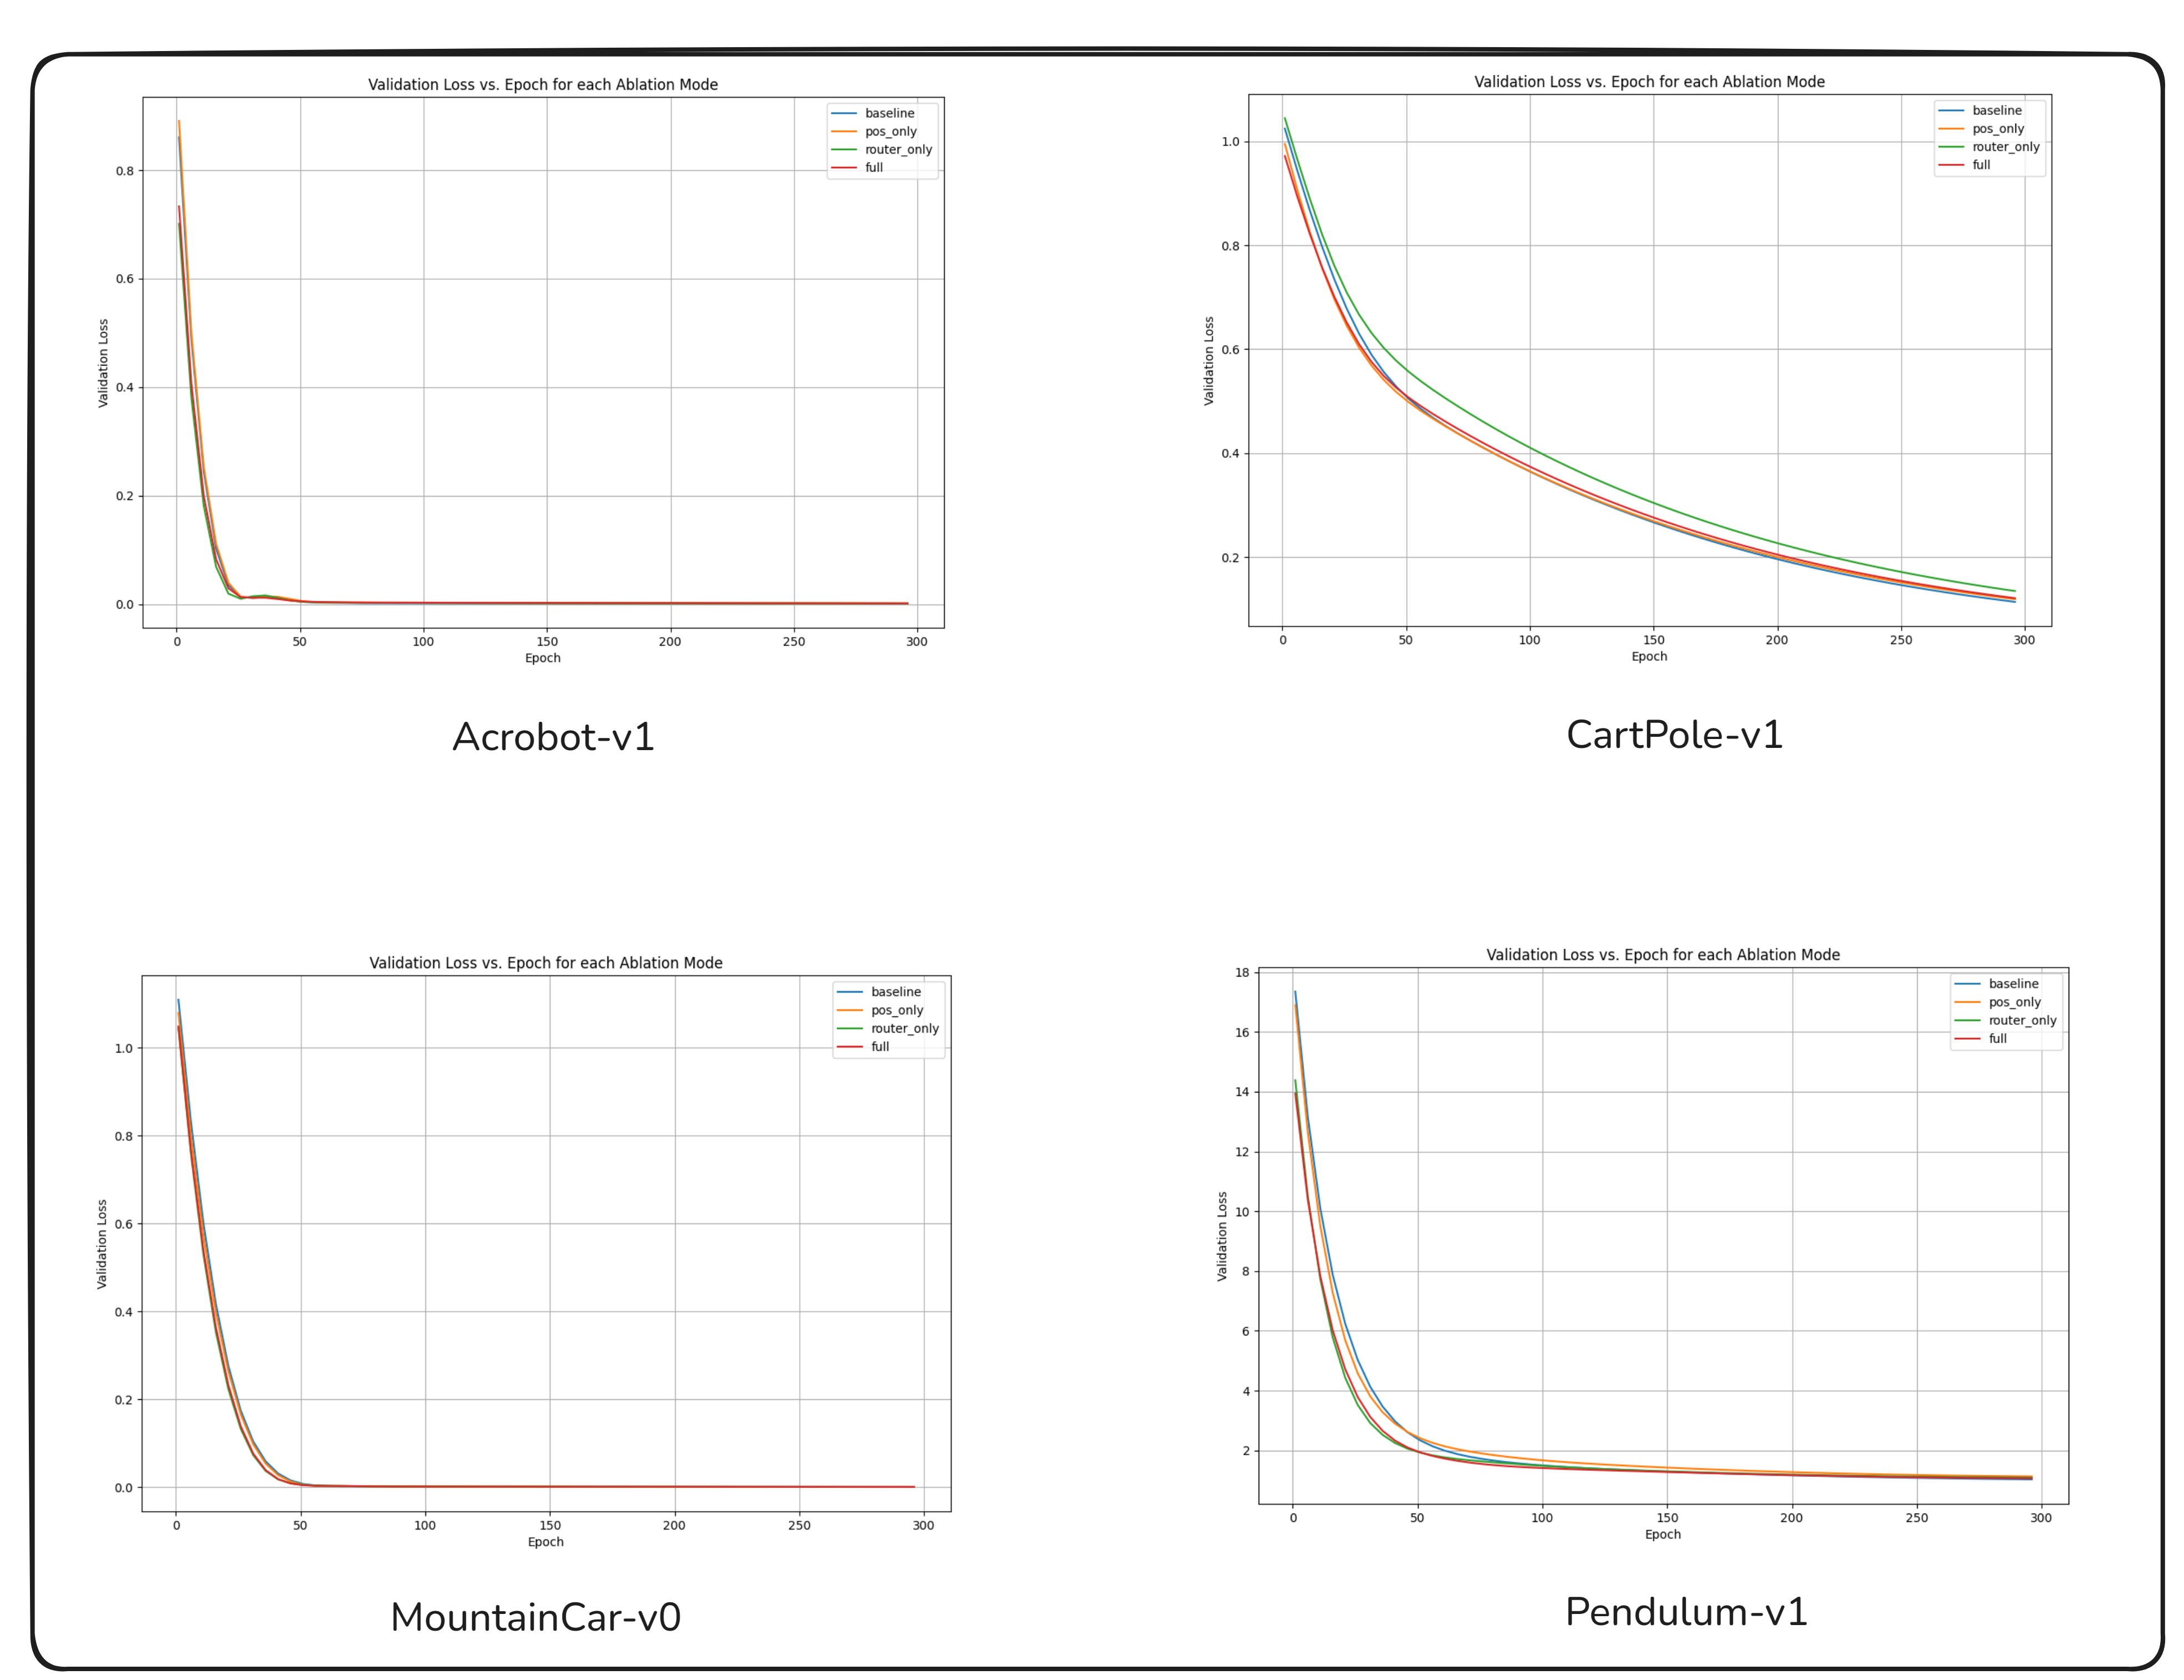 Validation Loss vs. Epoch for each Ablation Mode
baseline
pos_only
router_only
full
0.8
0.6
0.4
0.2
0.0
Validation Loss
0 50 100 150 200 250 300
Epoch
Acrobot-v1
Validation Loss vs. Epoch for each Ablation Mode
baseline
pos_only
router_only
full
1.0
0.8
0.6
0.4
0.2
Validation Loss
0 50 100 150 200 250 300
Epoch
CartPole-v1
Validation Loss vs. Epoch for each Ablation Mode
baseline
pos_only
router_only
full
1.0
0.8
0.6
0.4
0.2
0.0
Validation Loss
0 50 100 150 200 250 300
Epoch
MountainCar-v0
Validation Loss vs. Epoch for each Ablation Mode
baseline
pos_only
router_only
full
18
16
14
12
10
8
6
4
2
Validation Loss
0 50 100 150 200 250 300
Epoch
Pendulum-v1